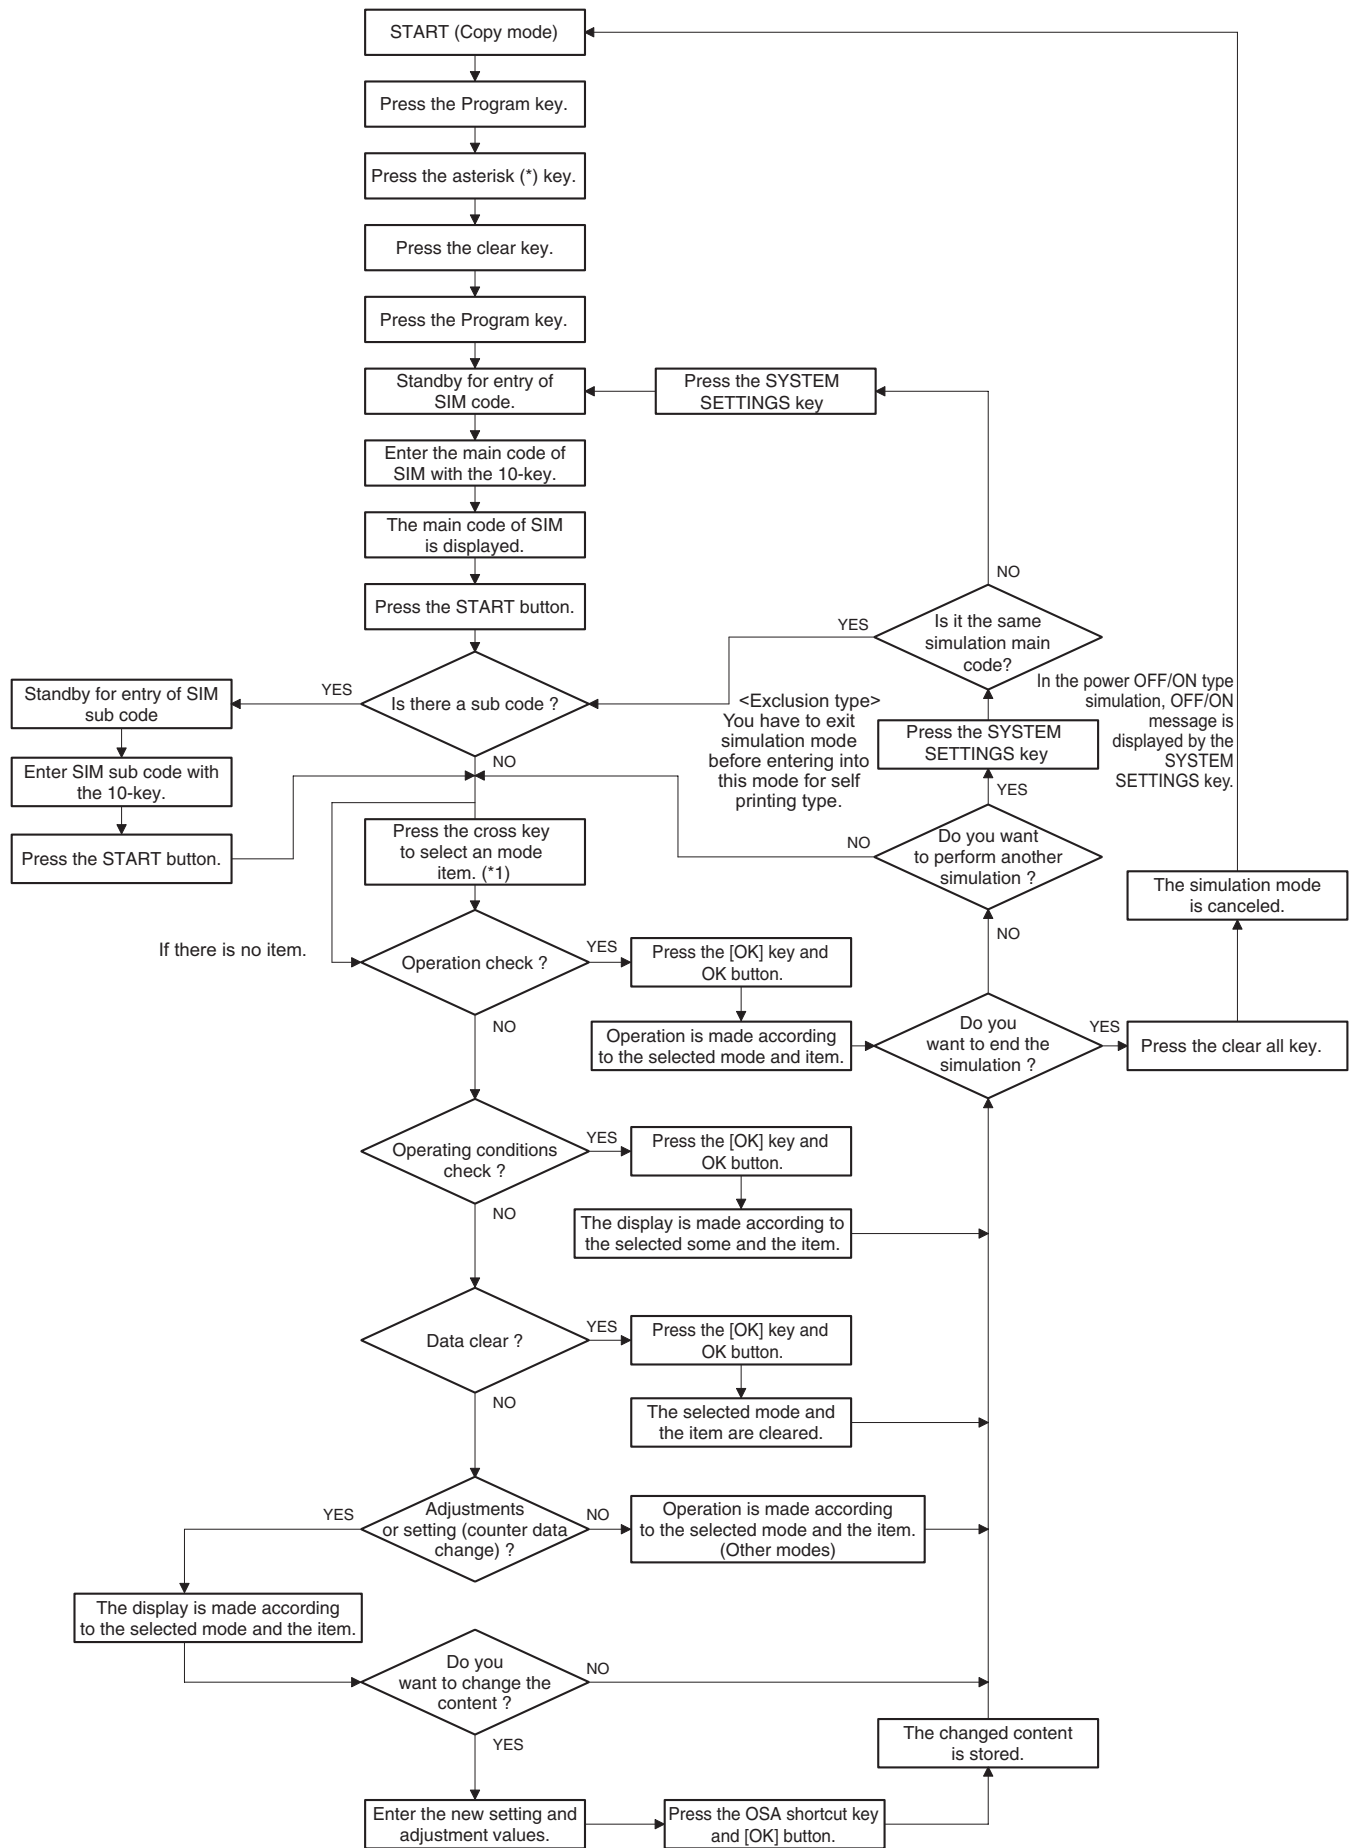 START (Copy mode)
Press the Program key.
Press the asterisk (*) key.
Press the clear key.
Press the Program key.
Standby for entry of
SIM code.
Press the SYSTEM
SETTINGS key
Enter the main code of
SIM with the 10-key.
The main code of SIM
is displayed.
NO
Press the START button.
YES
Is it the same
simulation main
code?
Standby for entry of SIM
sub code
YES
Is there a sub code ?
<Exclusion type>
You have to exit
simulation mode
before entering into
this mode for self
printing type.
Press the SYSTEM
SETTINGS key
In the power OFF/ON type
simulation, OFF/ON
message is
displayed by the
SYSTEM
SETTINGS key.
Enter SIM sub code with
the 10-key.
NO
YES
Press the START button.
Press the cross key
to select an mode
item. (*1)
NO
Do you want
to perform another
simulation ?
The simulation mode
is canceled.
If there is no item.
Operation check ?
YES
Press the [OK] key and
OK button.
NO
NO
Operation is made according
to the selected mode and item.
Do you
want to end the
simulation ?
YES
Press the clear all key.
Operating conditions
check ?
YES
Press the [OK] key and
OK button.
NO
The display is made according to
the selected some and the item.
Data clear ?
YES
Press the [OK] key and
OK button.
NO
The selected mode and
the item are cleared.
YES
Adjustments
or setting (counter data
change) ?
NO
Operation is made according
to the selected mode and the item.
(Other modes)
The display is made according
to the selected mode and the item.
Do you
want to change the
content ?
NO
YES
The changed content
is stored.
Enter the new setting and
adjustment values.
Press the OSA shortcut key
and [OK] button.